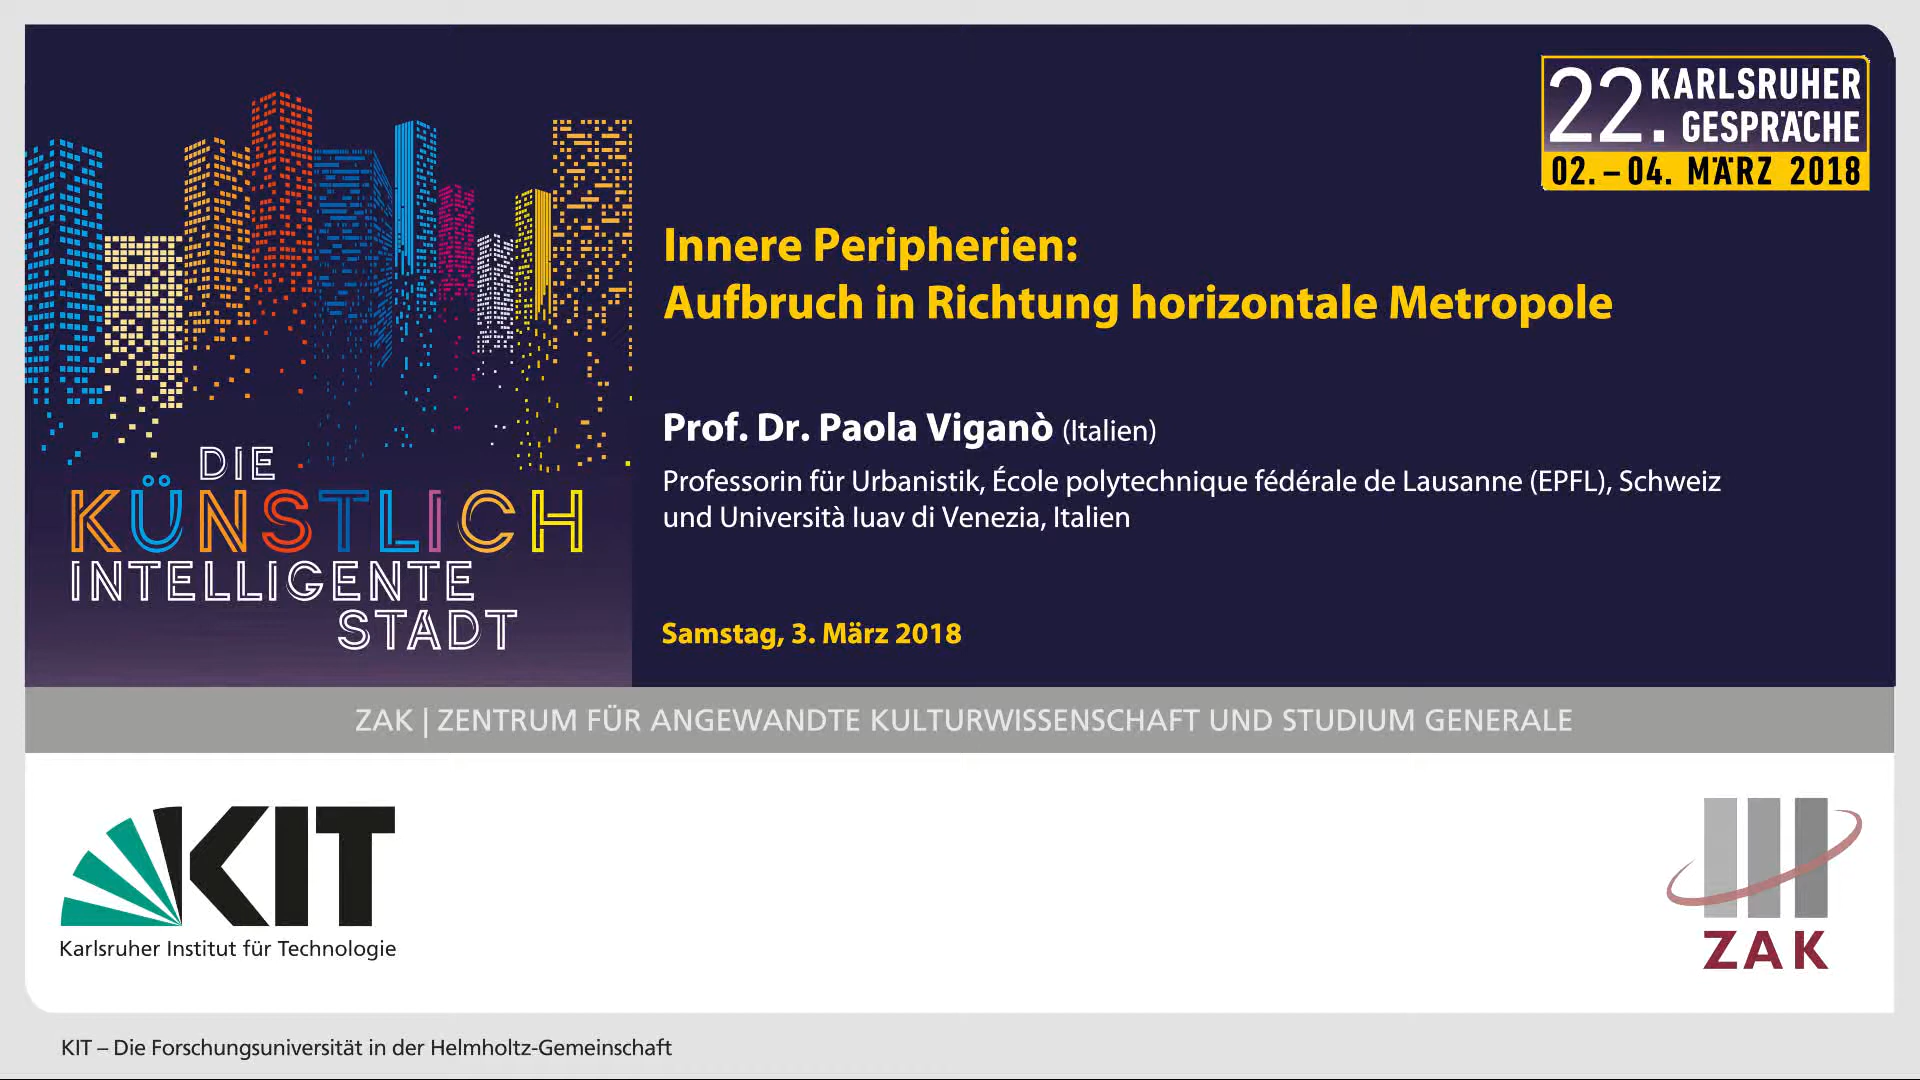 22. KARLSRUHER
GESPRÄCHE
02. – 04. MÄRZ 2018
Innere Peripherien:
Aufbruch in Richtung horizontale Metropole
Prof. Dr. Paola Viganò (Italien)
Professorin für Urbanistik, École polytechnique fédérale de Lausanne (EPFL), Schweiz
und Università Iuav di Venezia, Italien
Samstag, 3. März 2018
DIE
KÜNSTLICH
INTELLIGENTE
STADT
ZAK | ZENTRUM FÜR ANGEWANDTE KULTURWISSENSCHAFT UND STUDIUM GENERALE
KIT
Karlsruher Institut für Technologie
ZAK
KIT – Die Forschungsuniversität in der Helmholtz-Gemeinschaft